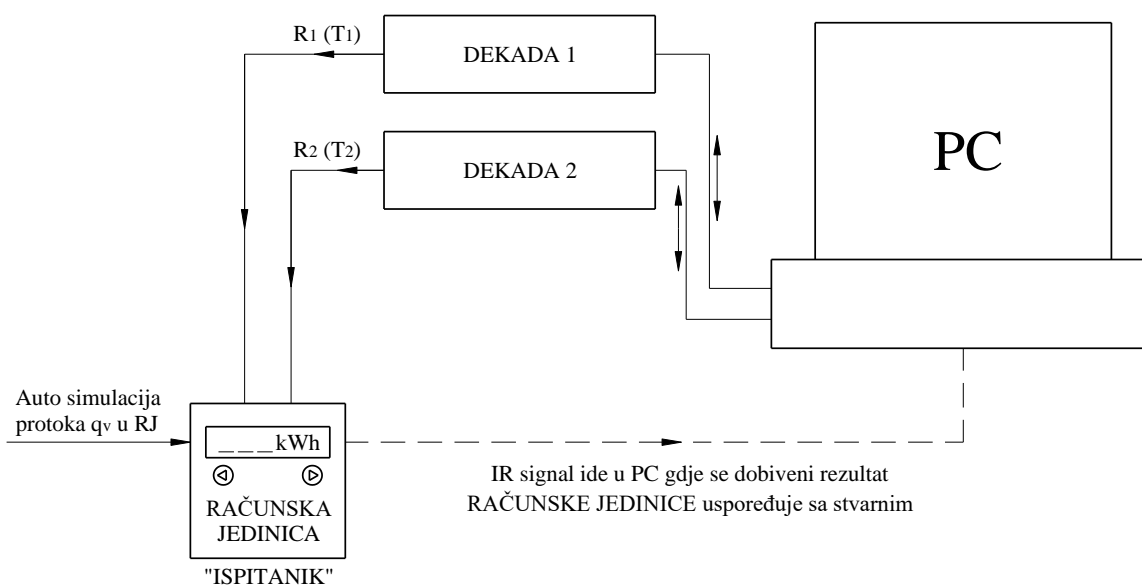 R1 (T1)
DEKADA 1
R2 (T2)
DEKADA 2
PC
Auto simulacija
protoka qv u RJ
_ _ _ kWh
RAČUNSKA
JEDINICA
"ISPITANIK"
IR signal ide u PC gdje se dobiveni rezultat
RAČUNSKE JEDINICE uspoređuje sa stvarnim